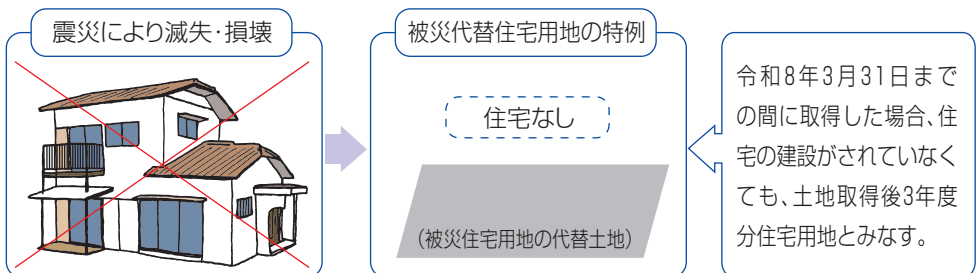 震災により滅失・損壊
被災代替住宅用地の特例
住宅なし
(被災住宅用地の代替土地)
令和8年3月31日まで
の間に取得した場合、住
宅の建設がされていなく
ても、土地取得後3年度
分住宅用地とみなす。